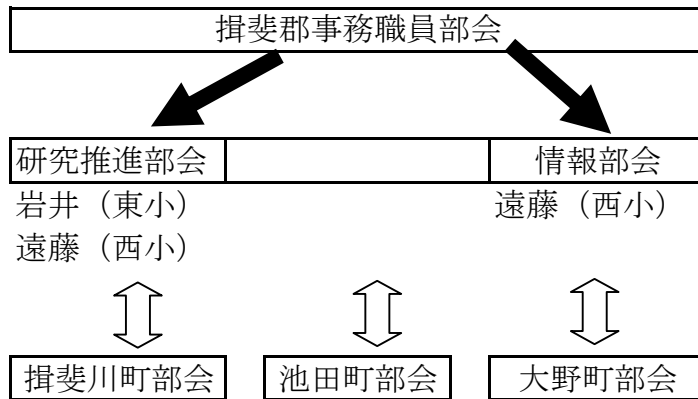 揖斐郡事務職員部会
研究推進部会
情報部会
岩井（東小）
遠藤（西小）
遠藤（西小）
揖斐川町部会
池田町部会
大野町部会